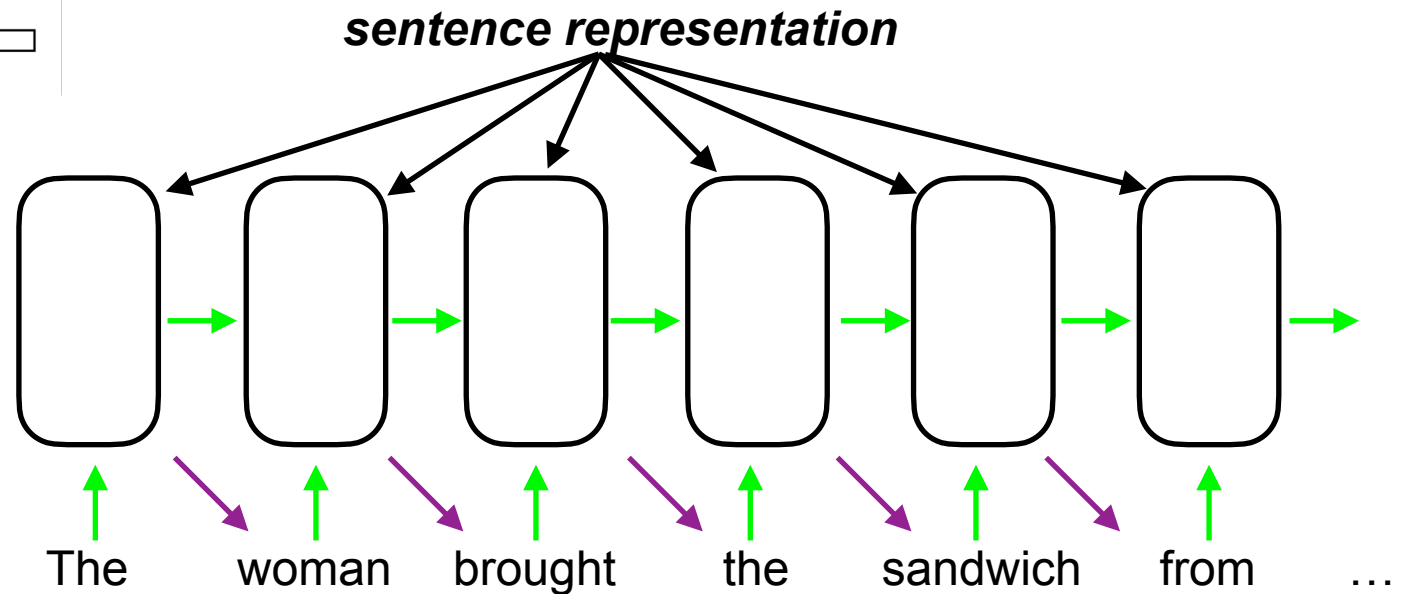 sentence representation
The woman brought the sandwich from …